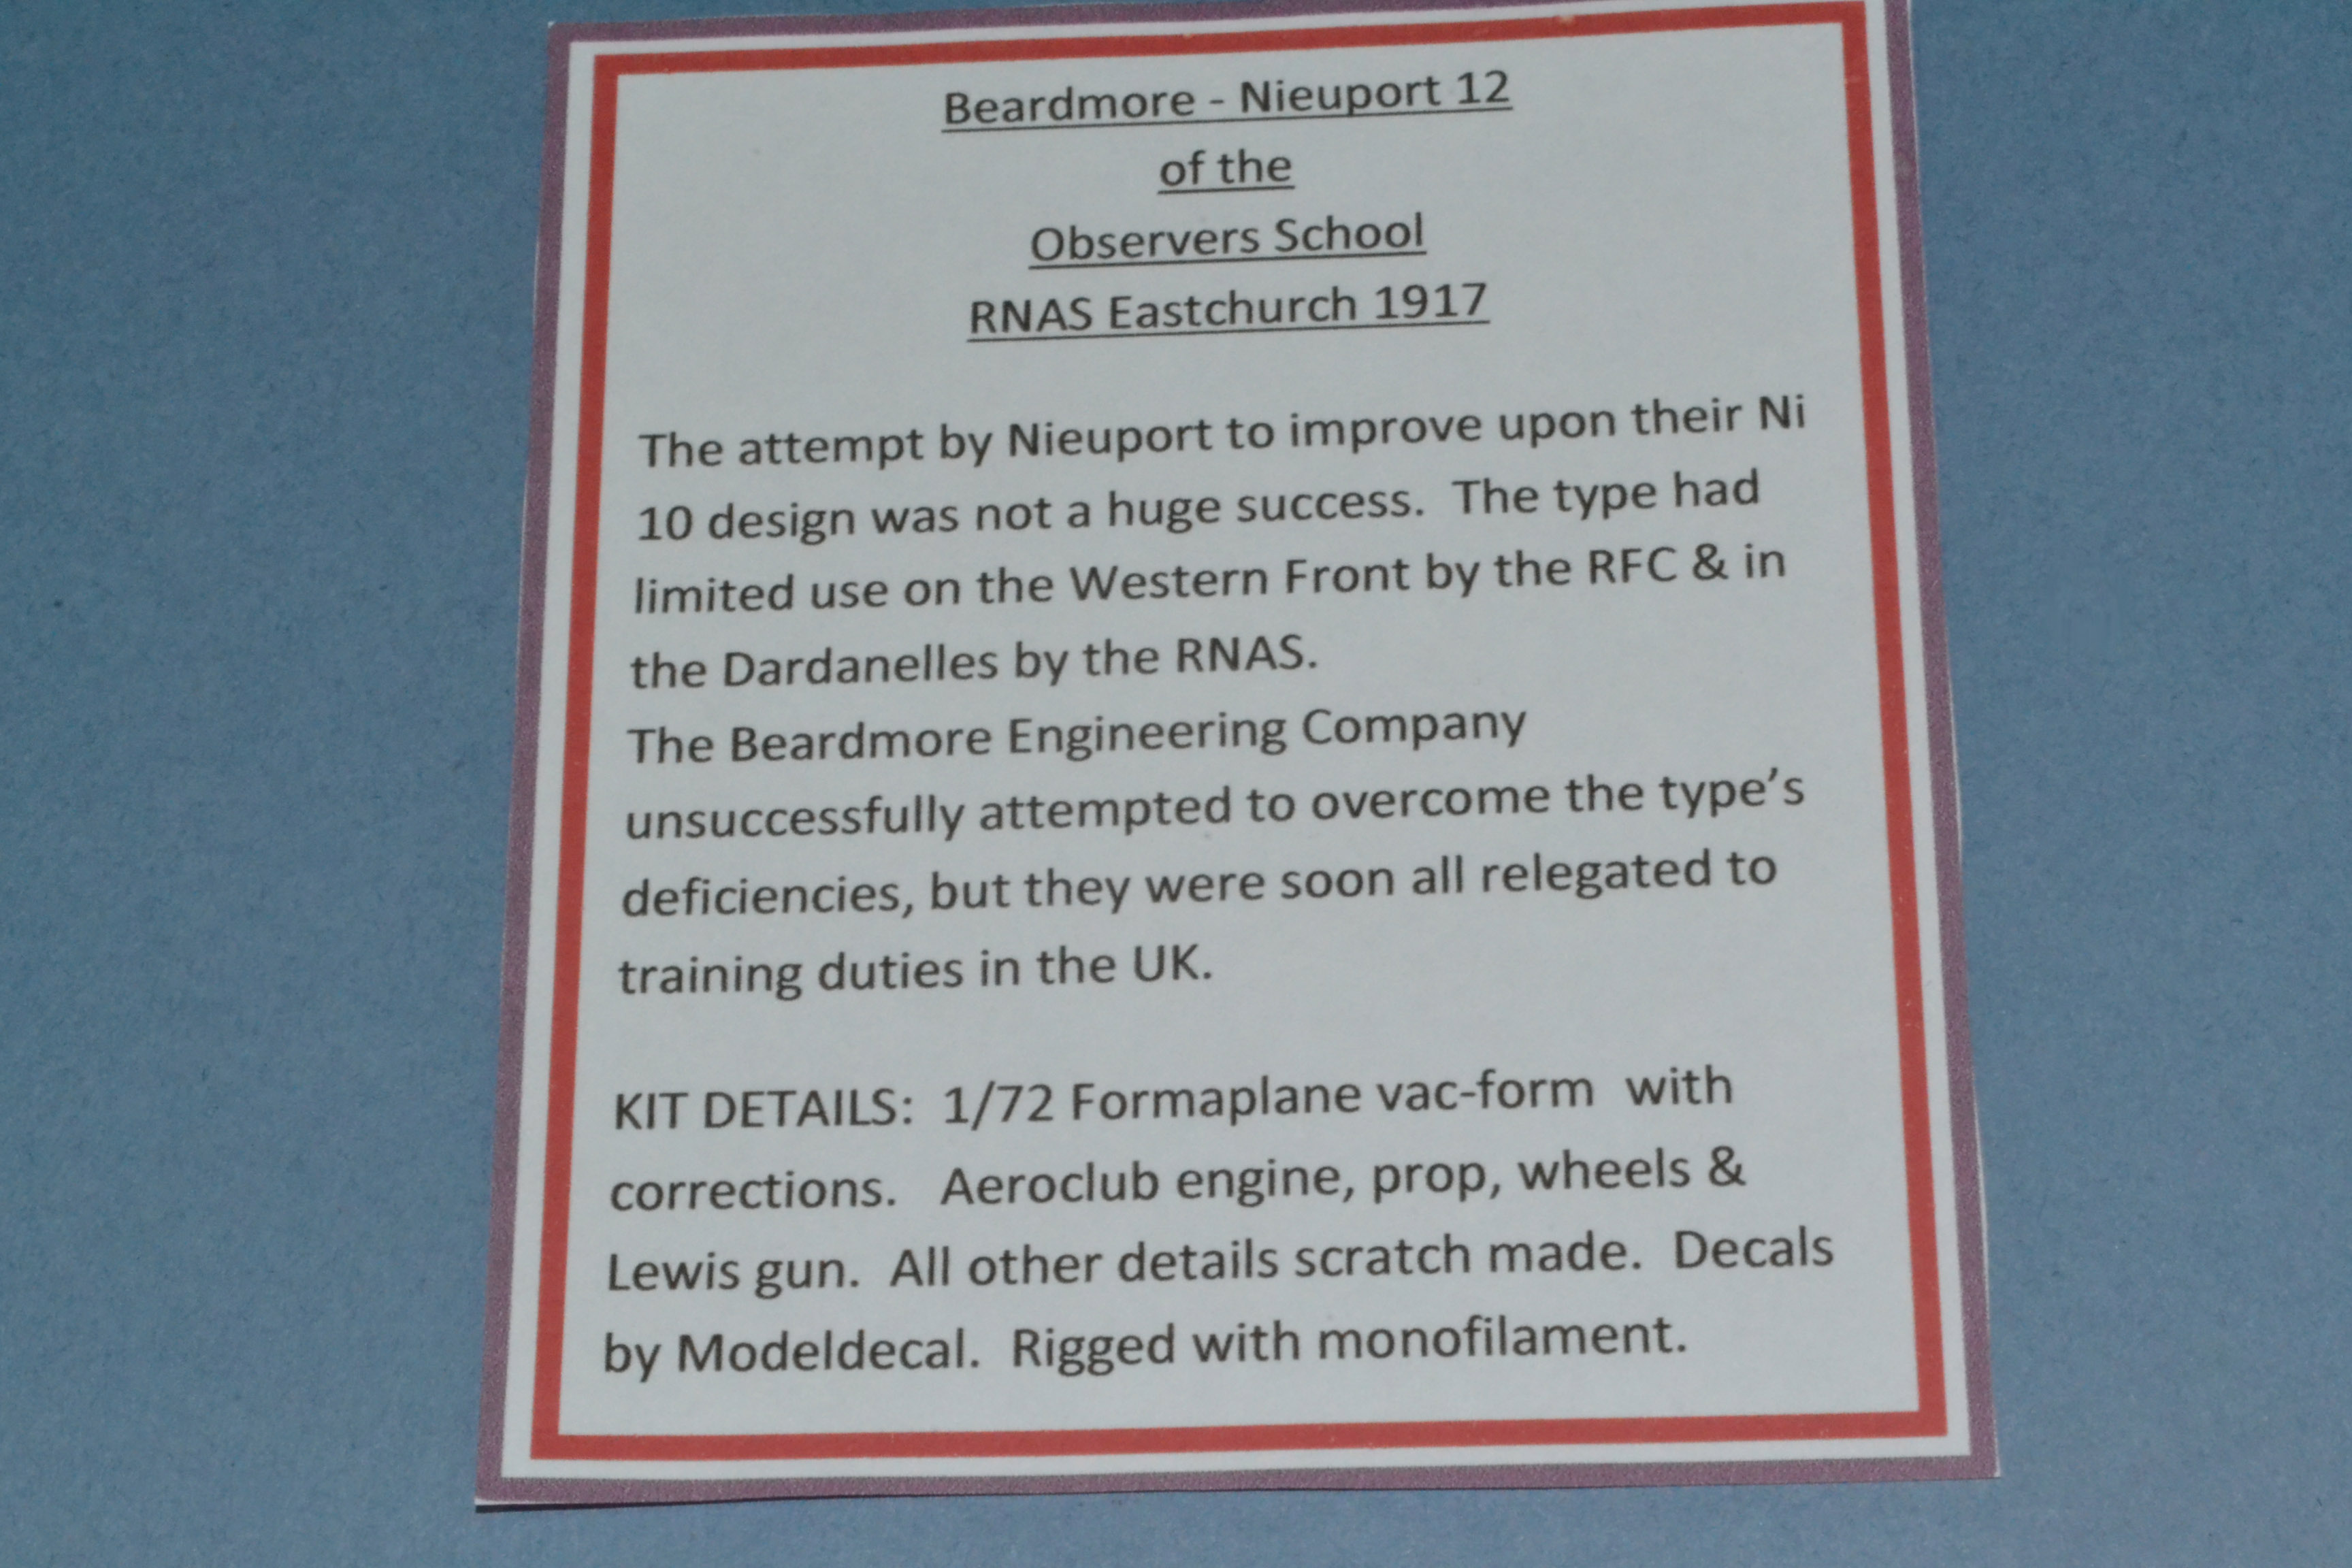 Beardmore - Nieuport 12
of the
Observers School
RNAS Eastchurch 1917
The attempt by Nieuport to improve upon their Ni
10 design was not a huge success.  The type had
limited use on the Western Front by the RFC & in
the Dardanelles by the RNAS.
The Beardmore Engineering Company
unsuccessfully attempted to overcome the type’s
deficiencies, but they were soon all relegated to
training duties in the UK.
KIT DETAILS:  1/72 Formaplane vac-form  with
corrections.   Aeroclub engine, prop, wheels &
Lewis gun.  All other details scratch made.  Decals
by Modeldecal.  Rigged with monofilament.